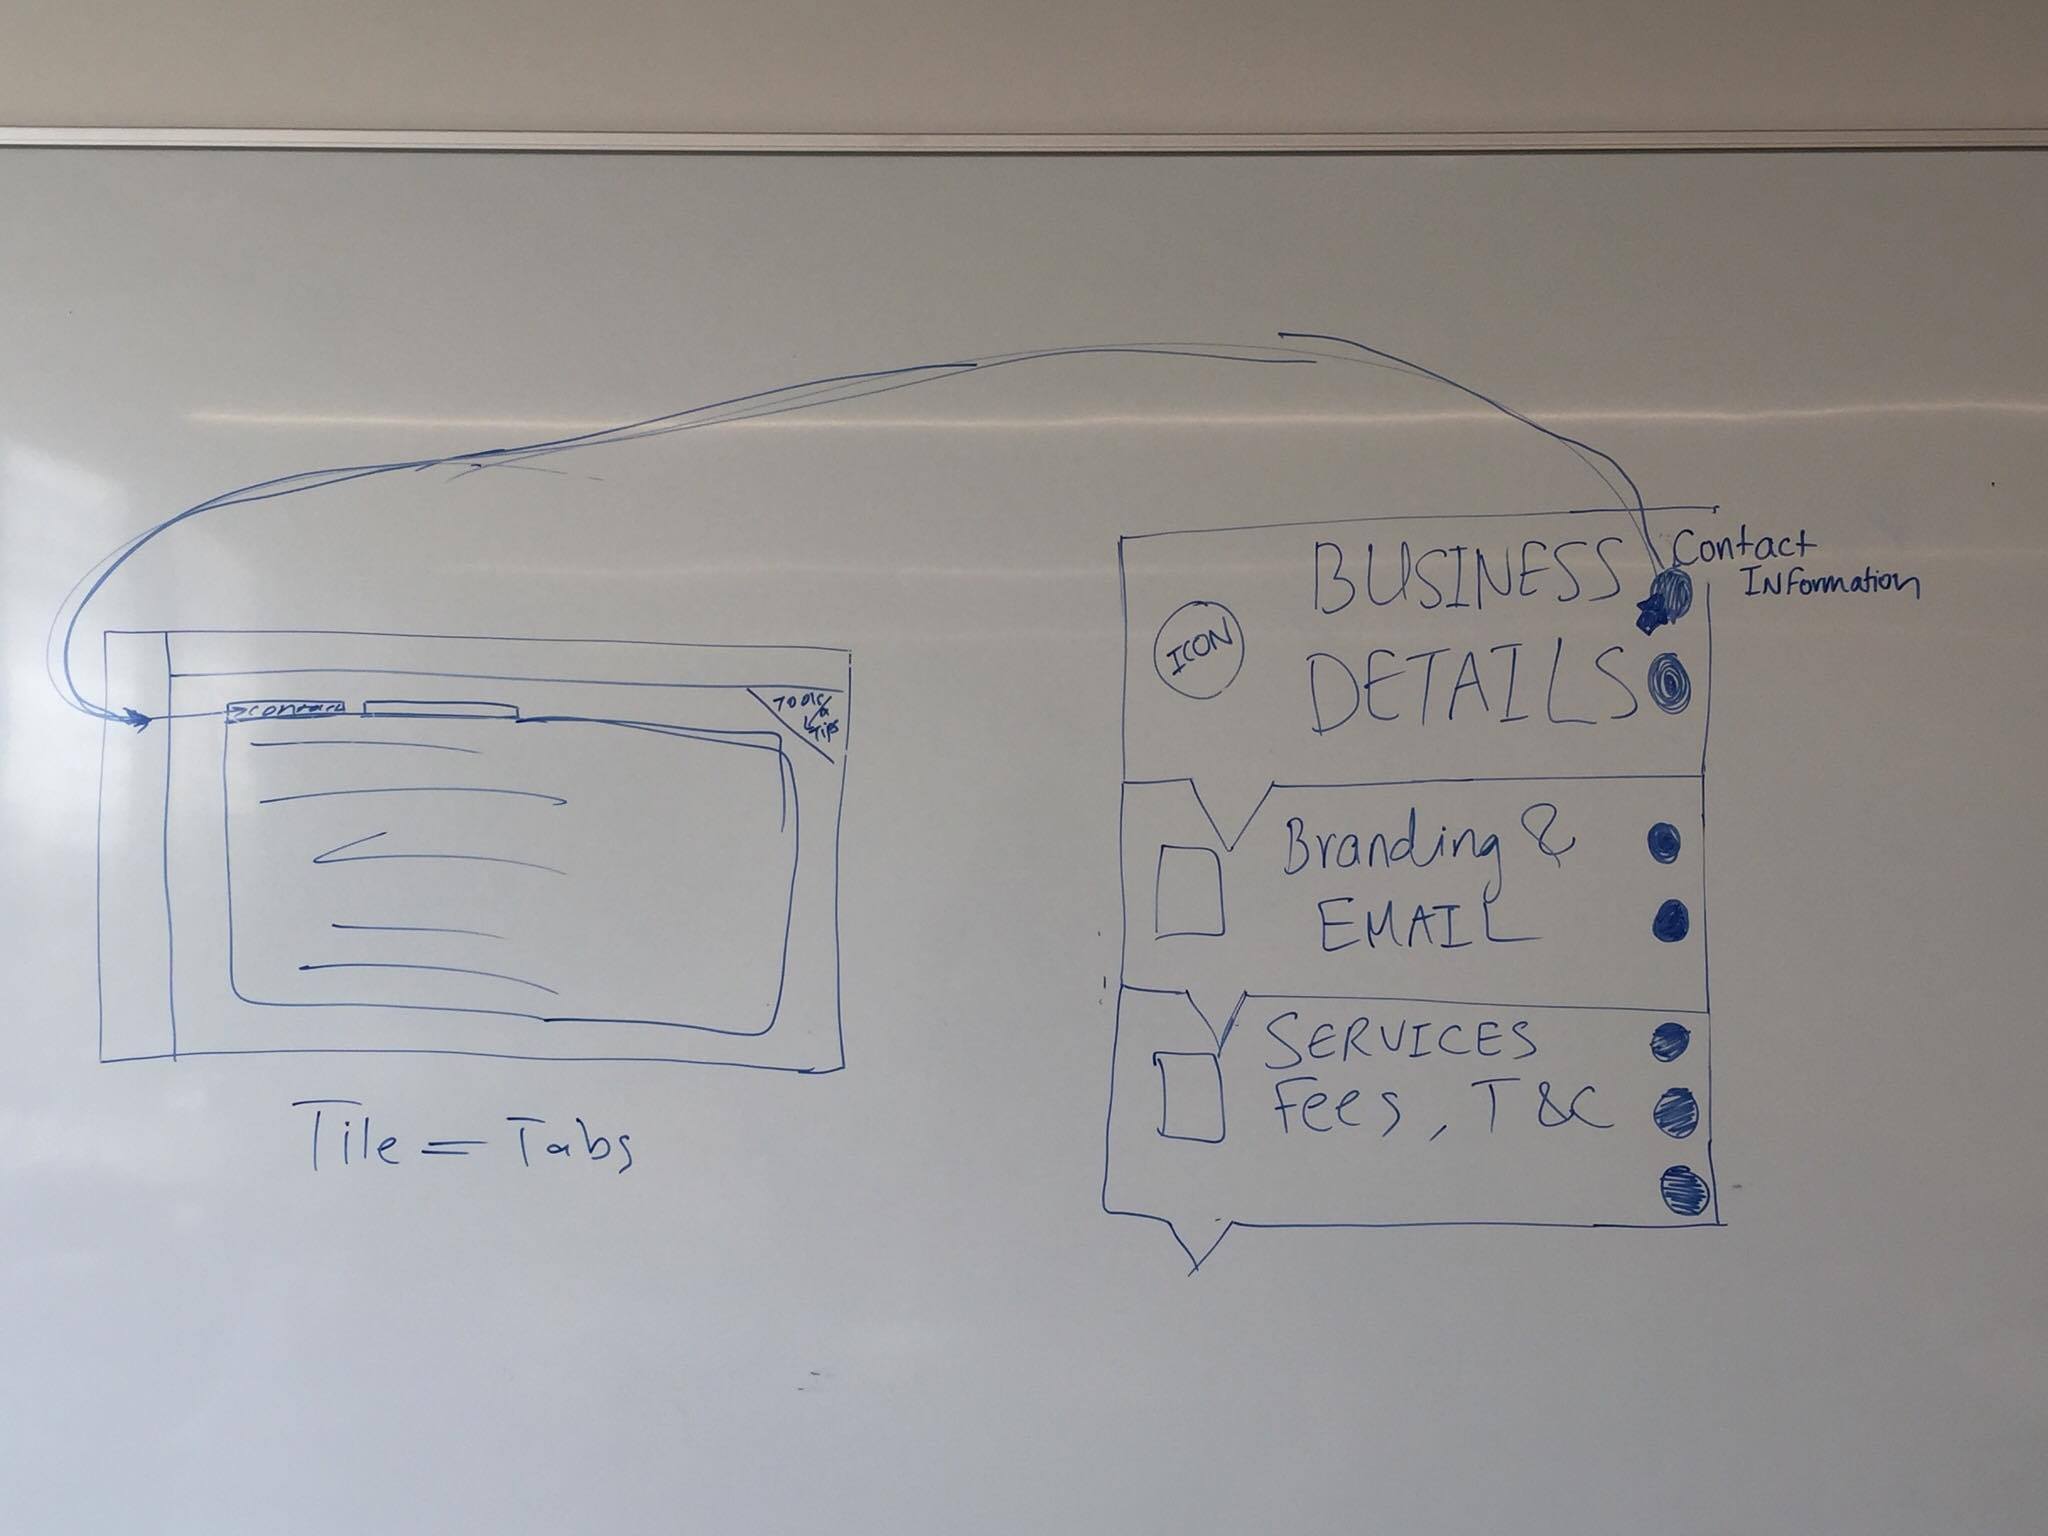 Contact
INFormation
BUSINESS
DETAILS
ICON
contact
Tools
&
Tips
Branding &
EMAIL
SERVICES
Fees, T&C
Tile = Tabs